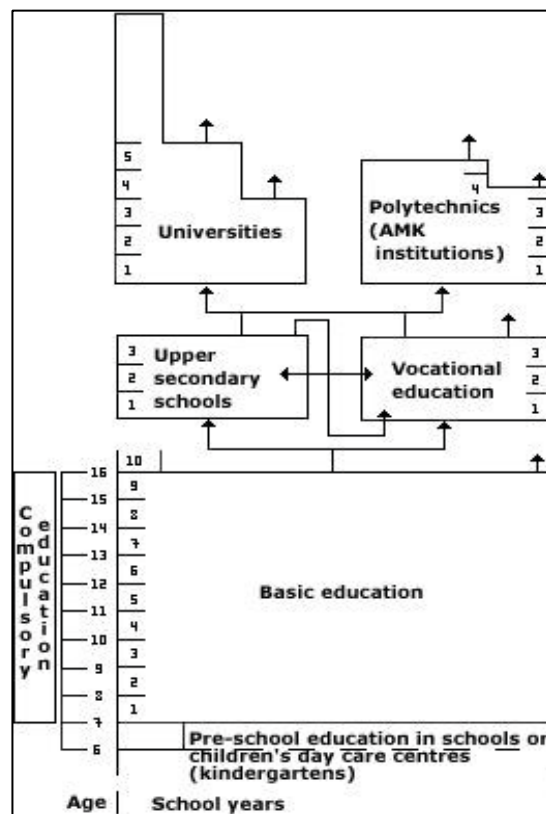 5
4
3
2
1
Universities
4
Polytechnics
(AMK
institutions)
3
2
1
3
2
1
Upper
secondary
schools
Vocational
education
3
2
1
Compulsory
education
16
15
14
13
12
11
10
9
8
7
6
10
9
8
7
6
5
4
3
2
1
Basic education
Pre-school education in schools or
children's day care centres
(kindergartens)
Age
School years